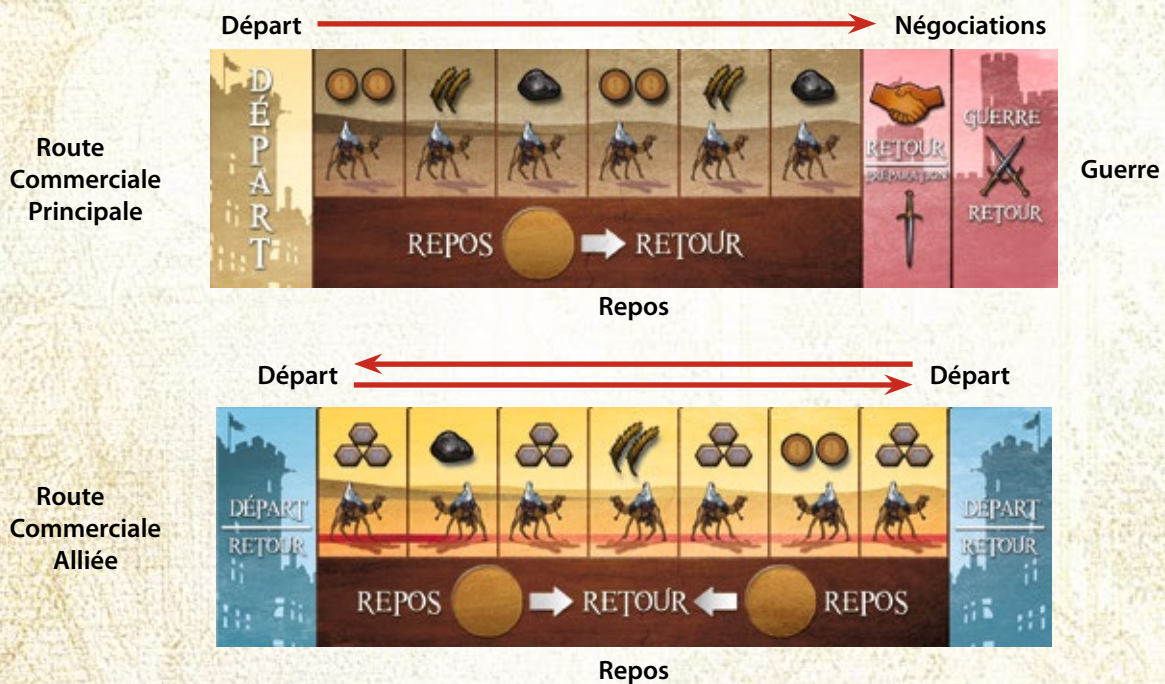 Départ
Négociations
DÉPART
GUERRE
RETOUR
PRÉPARATION
RETOUR
Route
Commerciale
Principale
Guerre
REPOS
RETOUR
Repos
Départ
Départ
Route
Commerciale
Alliée
DÉPART
RETOUR
DÉPART
RETOUR
REPOS
RETOUR
REPOS
Repos